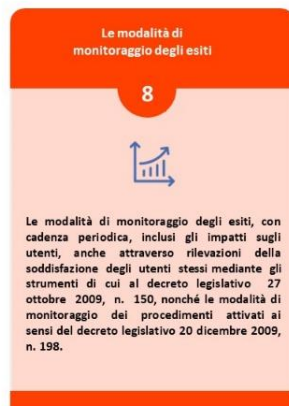 Le modalità di
monitoraggio degli esiti
8
Le modalità di monitoraggio degli esiti, con
cadenza periodica, inclusi gli impatti sugli
utenti, anche attraverso rilevazioni della
soddisfazione degli utenti stessi mediante gli
strumenti di cui al decreto legislativo 27
ottobre 2009, n. 150, nonché le modalità di
monitoraggio dei procedimenti attivati ai
sensi del decreto legislativo 20 dicembre 2009,
n. 198.